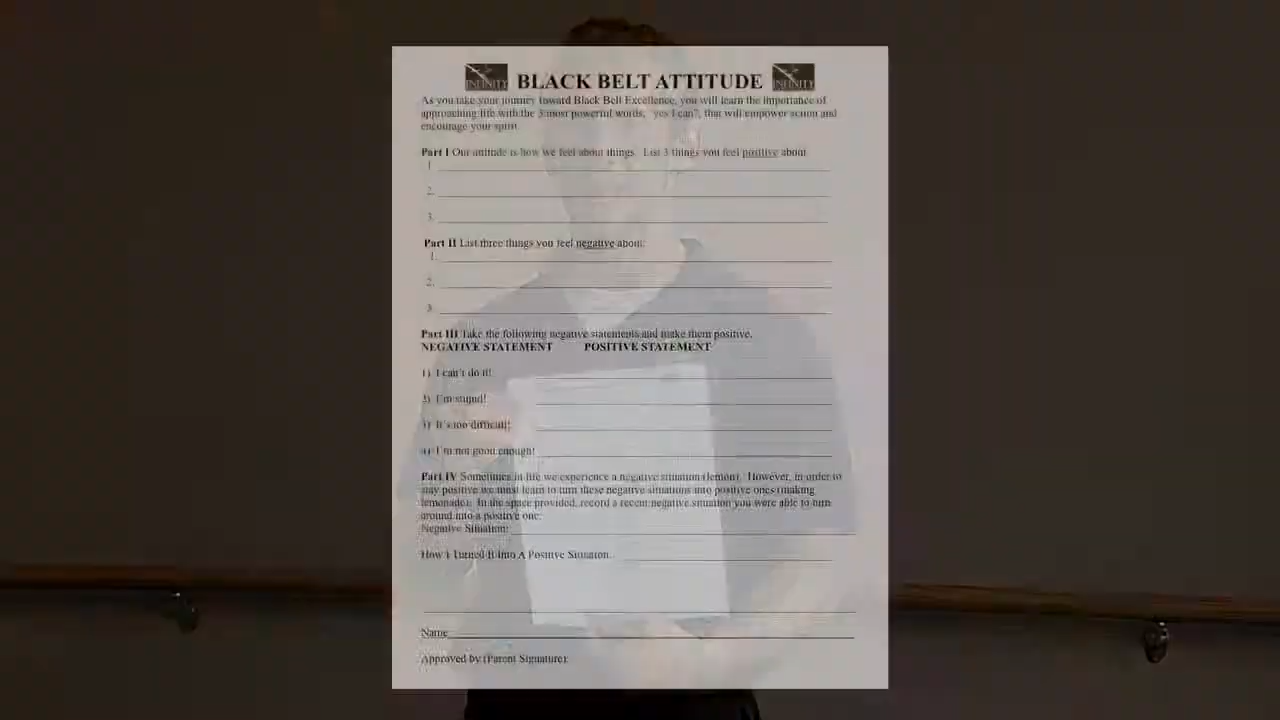 INFINITY BLACK BELT ATTITUDE INFINITY
As you take your journey toward Black Belt Excellence, you will learn the importance of
approaching life with the 3 most powerful words, "yes I can", that will empower action and
encourage your spirit.
Part I Our attitude is how we feel about things. List 3 things you feel positive about.
1.
2.
3.
Part II List three things you feel negative about:
1.
2.
3.
Part III Take the following negative statements and make them positive.
NEGATIVE STATEMENT POSITIVE STATEMENT
1) I can't do it!
2) I'm stupid!
3) It's too difficult!
4) I'm not good enough!
Part IV Sometimes in life we experience a negative situation (lemon). However, in order to
stay positive we must learn to turn these negative situations into positive ones (making
lemonade). In the space provided, record a recent negative situation you were able to turn
around into a positive one.
Negative Situation:
How I Turned It Into A Positive Situation:
Name
Approved by (Parent Signature):